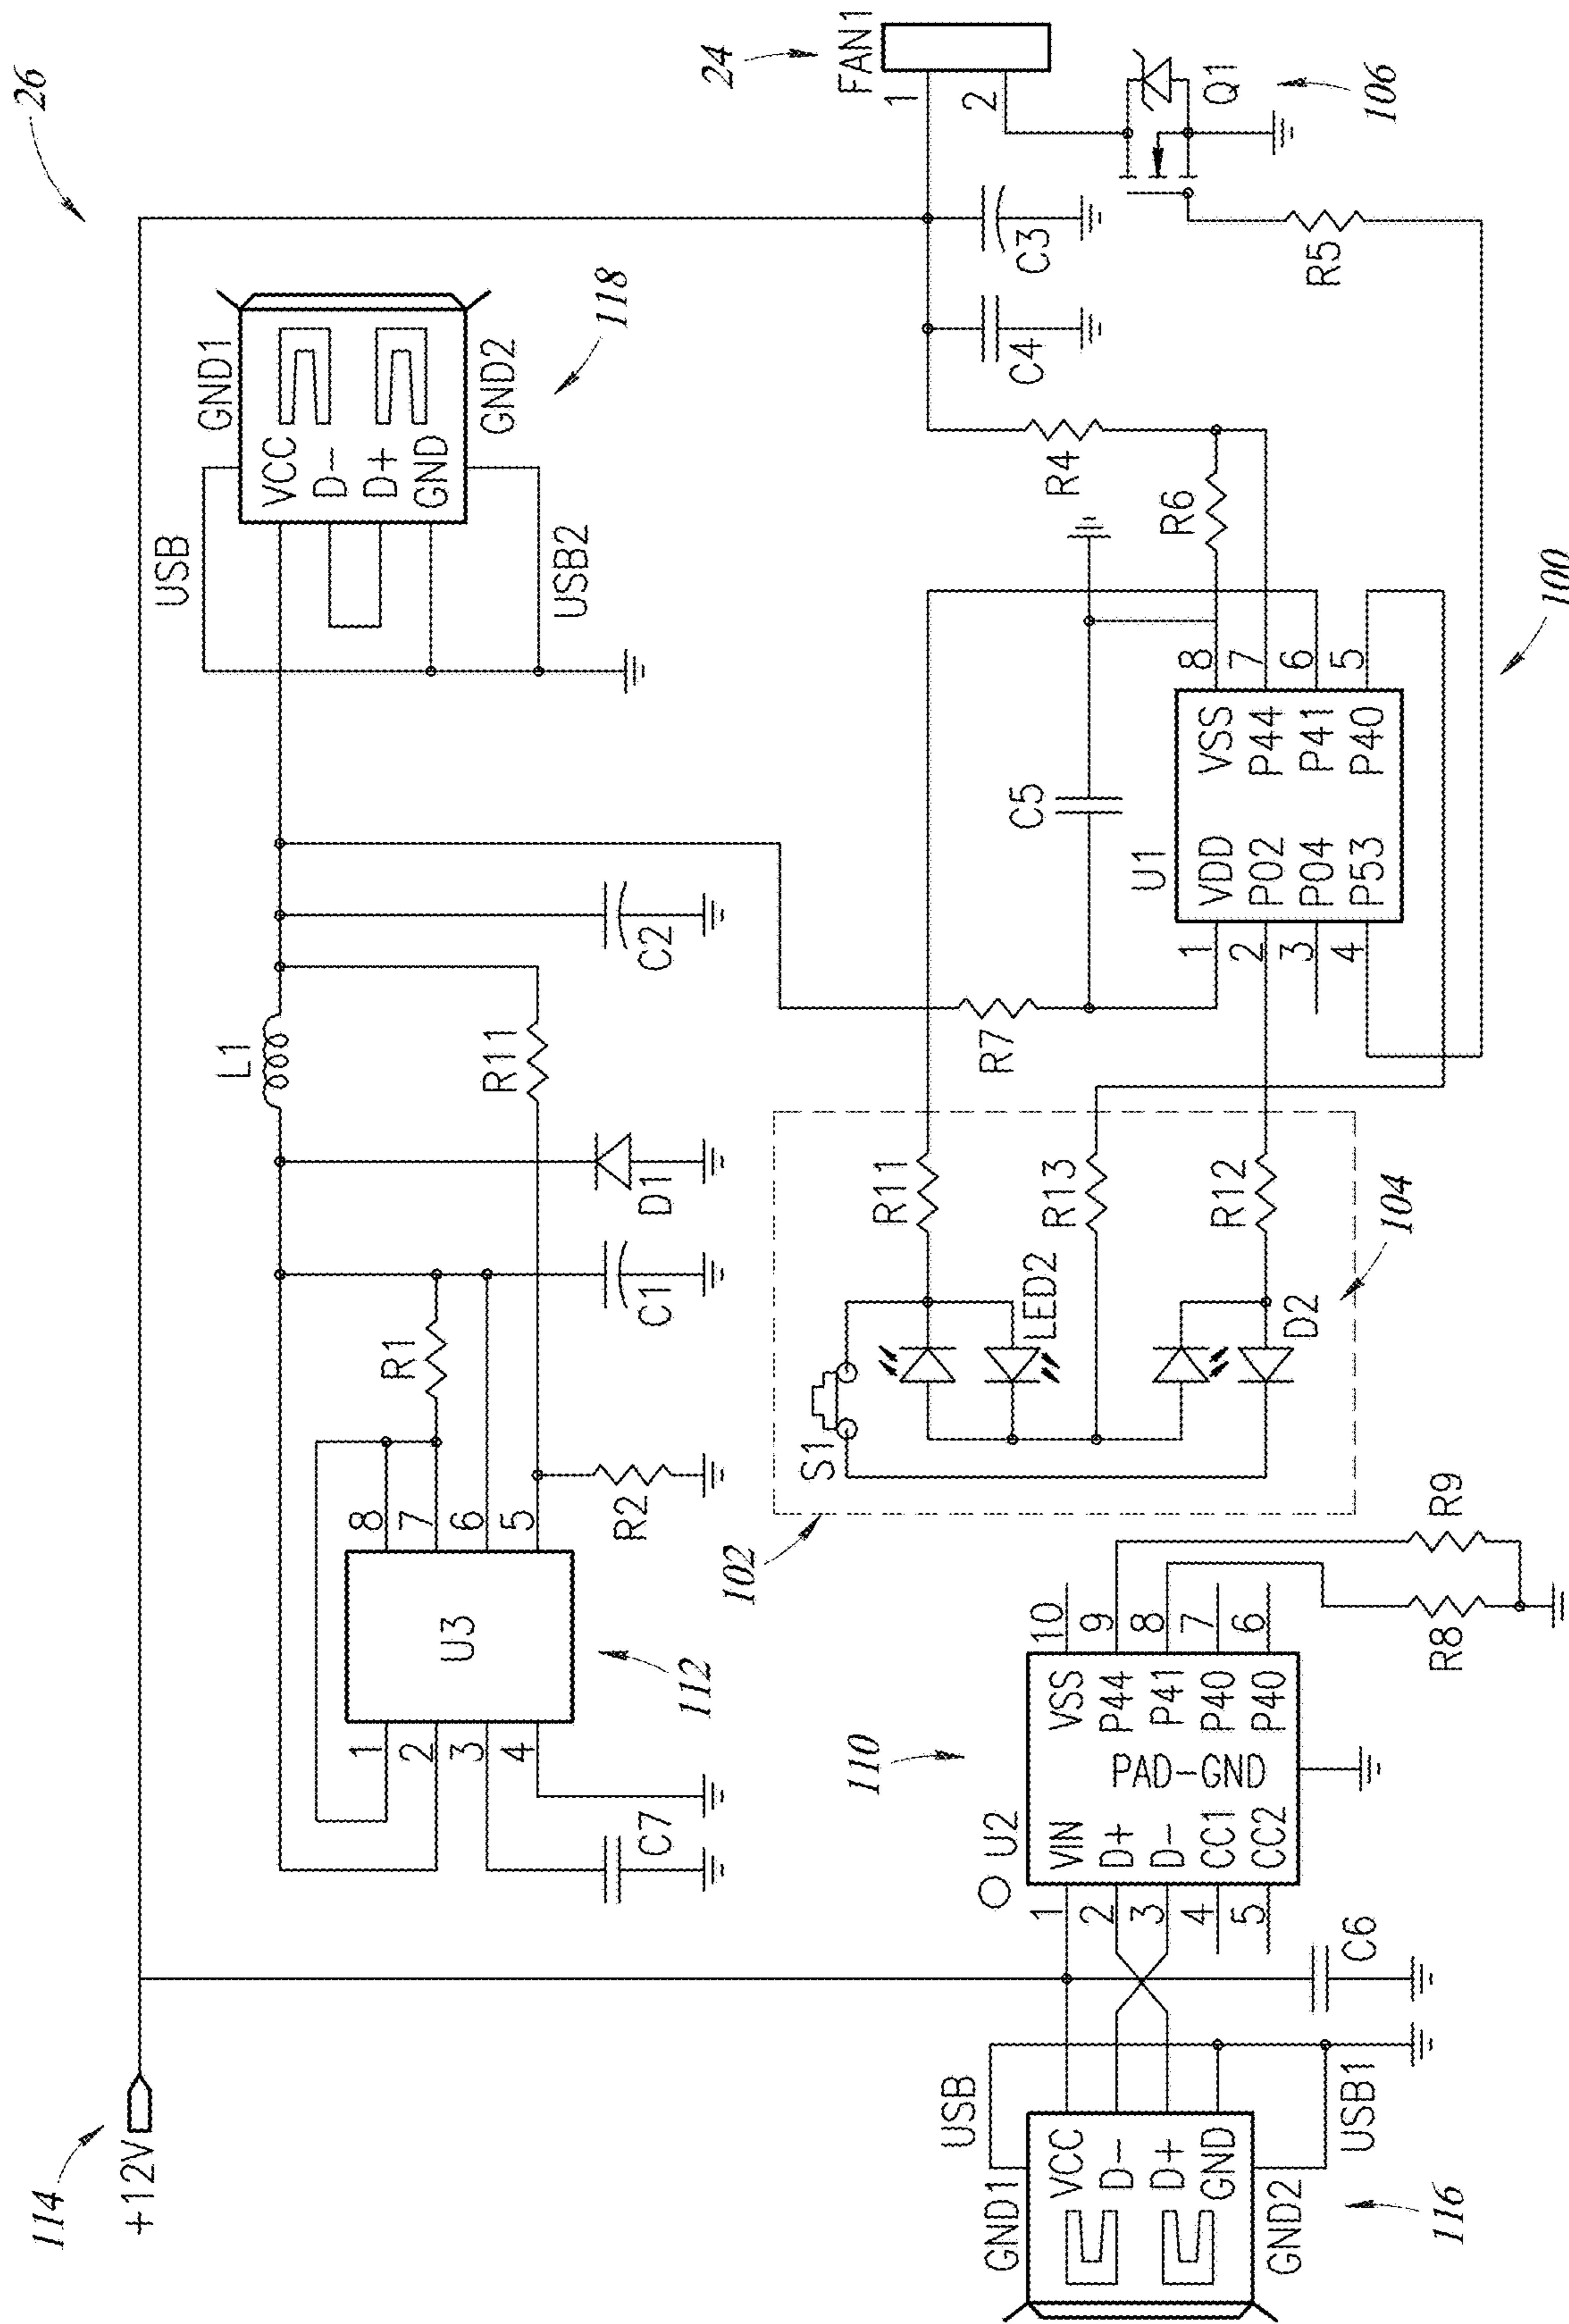 26
114
+12V
USB
GND1
VCC
D-
D+
GND
GND2
USB2
118
L1
R11
C2
D1
C1
R1
R2
U3
1
2
3
4
8
7
6
5
112
C7
24
FAN1
1
2
C3
C4
Q1
106
R5
R4
R6
C5
R7
U1
VDD
P02
P04
P53
VSS
P44
P41
P40
1
2
3
4
8
7
6
5
100
102
S1
R11
LED2
R13
R12
D2
104
110
U2
VIN
D+
D-
CC1
CC2
PAD-GND
VSS
P44
P41
P40
P40
1
2
3
4
5
10
9
8
7
6
R9
R8
C6
USB
GND1
VCC
D-
D+
GND
GND2
USB1
116